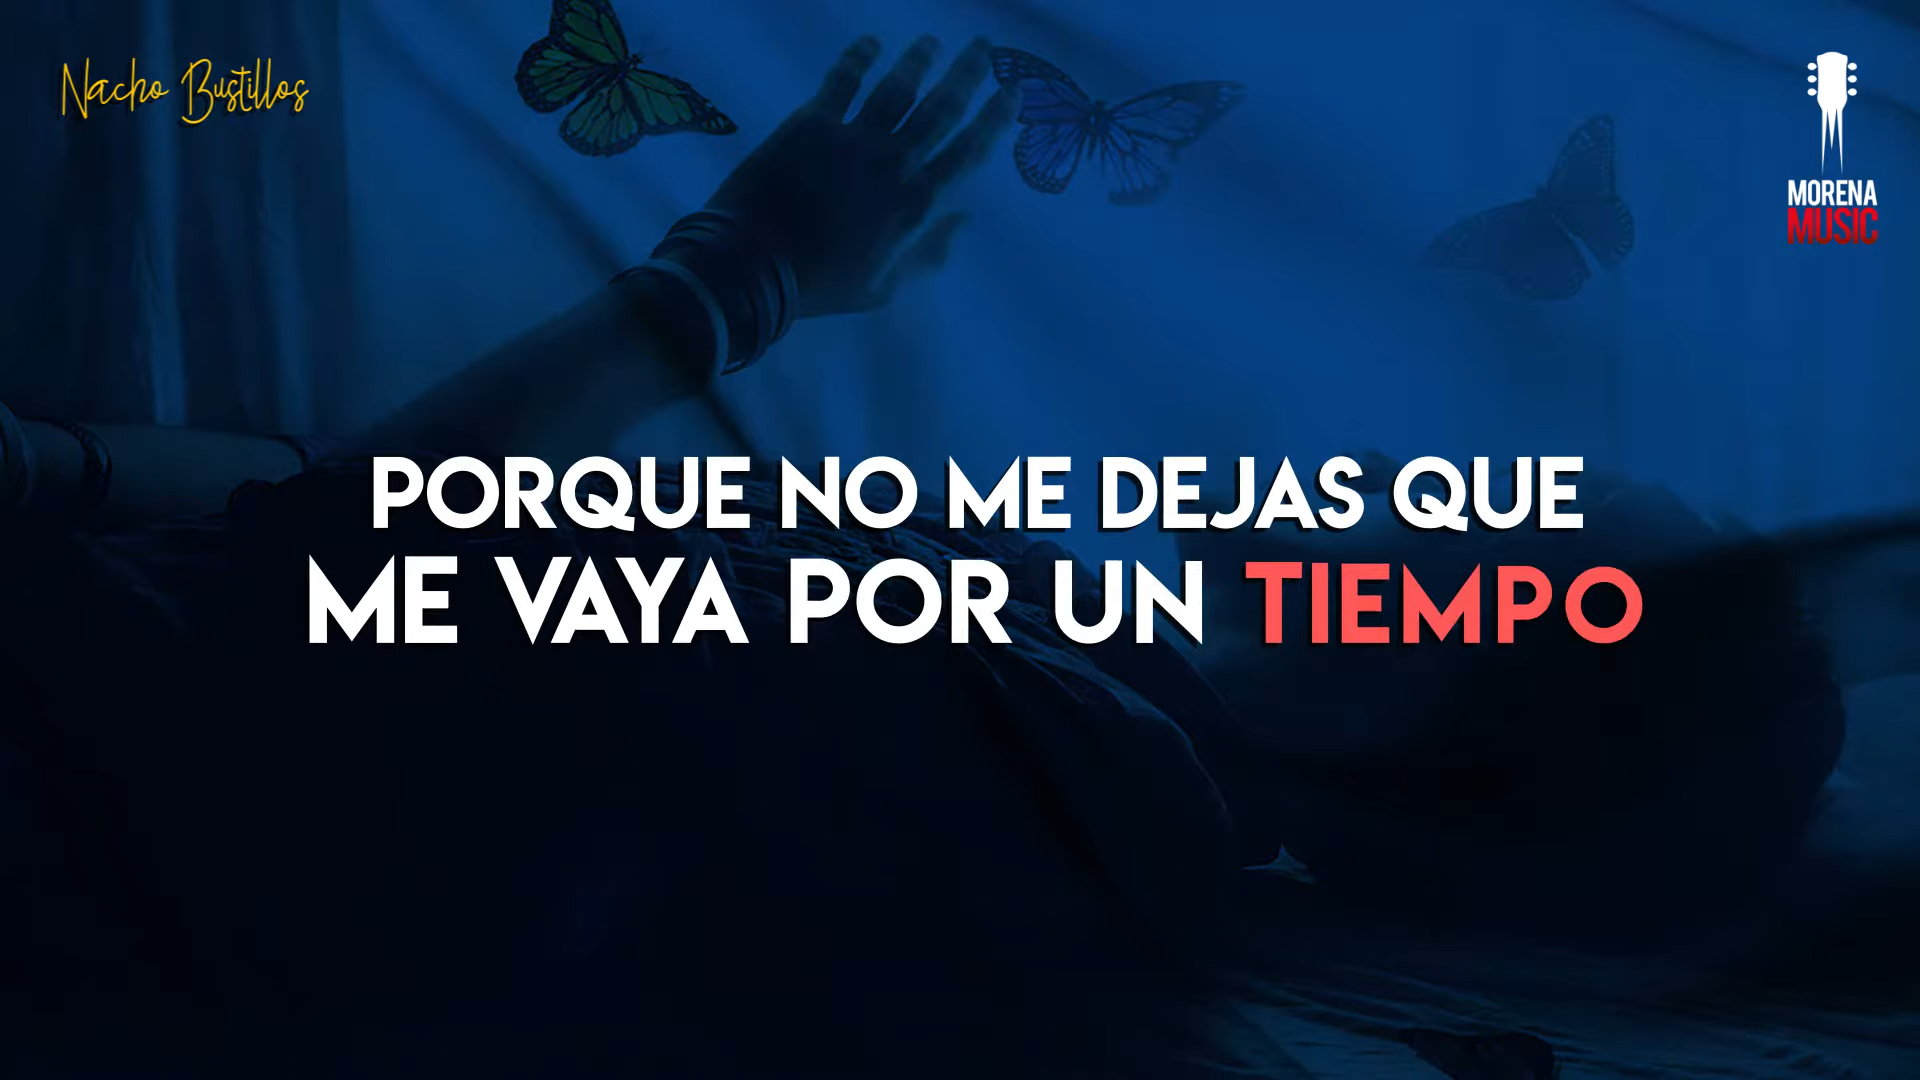 Nacho Bustillos
MORENA
MUSIC
PORQUE NO ME DEJAS QUE
ME VAYA POR UN TIEMPO